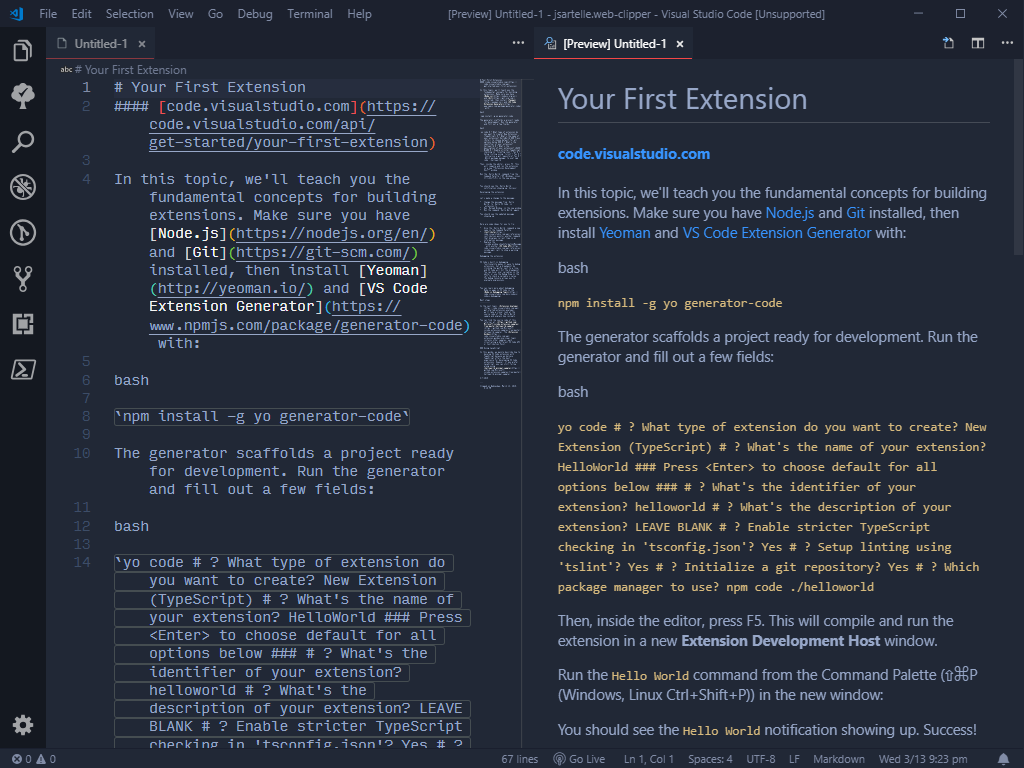 File Edit Selection View Go Debug Terminal Help [Preview] Untitled-1 - jsartelle.web-clipper - Visual Studio Code [Unsupported]
Untitled-1 ×
[Preview] Untitled-1 ×
abc # Your First Extension
1 # Your First Extension
2 #### [code.visualstudio.com](https://
code.visualstudio.com/api/
get-started/your-first-extension)
3
4 In this topic, we'll teach you the
fundamental concepts for building
extensions. Make sure you have
[Node.js](https://nodejs.org/en/)
and [Git](https://git-scm.com/)
installed, then install [Yeoman]
(http://yeoman.io/) and [VS Code
Extension Generator](https://
www.npmjs.com/package/generator-code)
with:
5
6 bash
7
8 `npm install -g yo generator-code`
9
10 The generator scaffolds a project ready
for development. Run the generator
and fill out a few fields:
11
12 bash
13
14 `yo code # ? What type of extension do
you want to create? New Extension
(TypeScript) # ? What's the name of
your extension? HelloWorld ### Press
<Enter> to choose default for all
options below ### # ? What's the
identifier of your extension?
helloworld # ? What's the
description of your extension? LEAVE
BLANK # ? Enable stricter TypeScript
checking in 'tsconfig.json'? Yes # ?
Your First Extension
code.visualstudio.com
In this topic, we'll teach you the fundamental concepts for building
extensions. Make sure you have Node.js and Git installed, then
install Yeoman and VS Code Extension Generator with:
bash
npm install -g yo generator-code
The generator scaffolds a project ready for development. Run the
generator and fill out a few fields:
bash
yo code # ? What type of extension do you want to create? New
Extension (TypeScript) # ? What's the name of your extension?
HelloWorld ### Press <Enter> to choose default for all
options below ### # ? What's the identifier of your
extension? helloworld # ? What's the description of your
extension? LEAVE BLANK # ? Enable stricter TypeScript
checking in 'tsconfig.json'? Yes # ? Setup linting using
'tslint'? Yes # ? Initialize a git repository? Yes # ? Which
package manager to use? npm code ./helloworld
Then, inside the editor, press F5. This will compile and run the
extension in a new Extension Development Host window.
Run the Hello World command from the Command Palette (⇧⌘P
(Windows, Linux Ctrl+Shift+P)) in the new window:
You should see the Hello World notification showing up. Success!
0 0 67 lines Go Live Ln 1, Col 1 Spaces: 4 UTF-8 LF Markdown Wed 3/13 9:23 pm